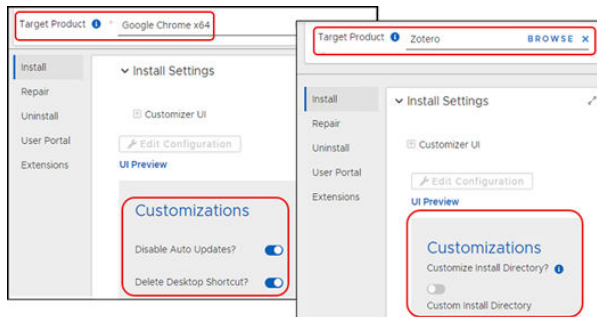 Target Product * Google Chrome x64
Install
Repair
Uninstall
User Portal
Extensions
Install Settings
Customizer UI
Edit Configuration
UI Preview
Customizations
Disable Auto Updates?
Delete Desktop Shortcut?
Target Product Zotero BROWSE X
Install
Repair
Uninstall
User Portal
Extensions
Install Settings
Customizer UI
Edit Configuration
UI Preview
Customizations
Customize Install Directory?
Custom Install Directory